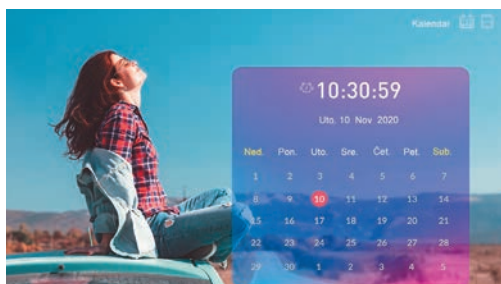 Kalendar
10:30:59
Uto. 10 Nov 2020
Ned. Pon. Uto. Sre. Čet. Pet. Sub.
1 2 3 4 5 6 7
8 9 10 11 12 13 14
15 16 17 18 19 20 21
22 23 24 25 26 27 28
29 30 1 2 3 4 5